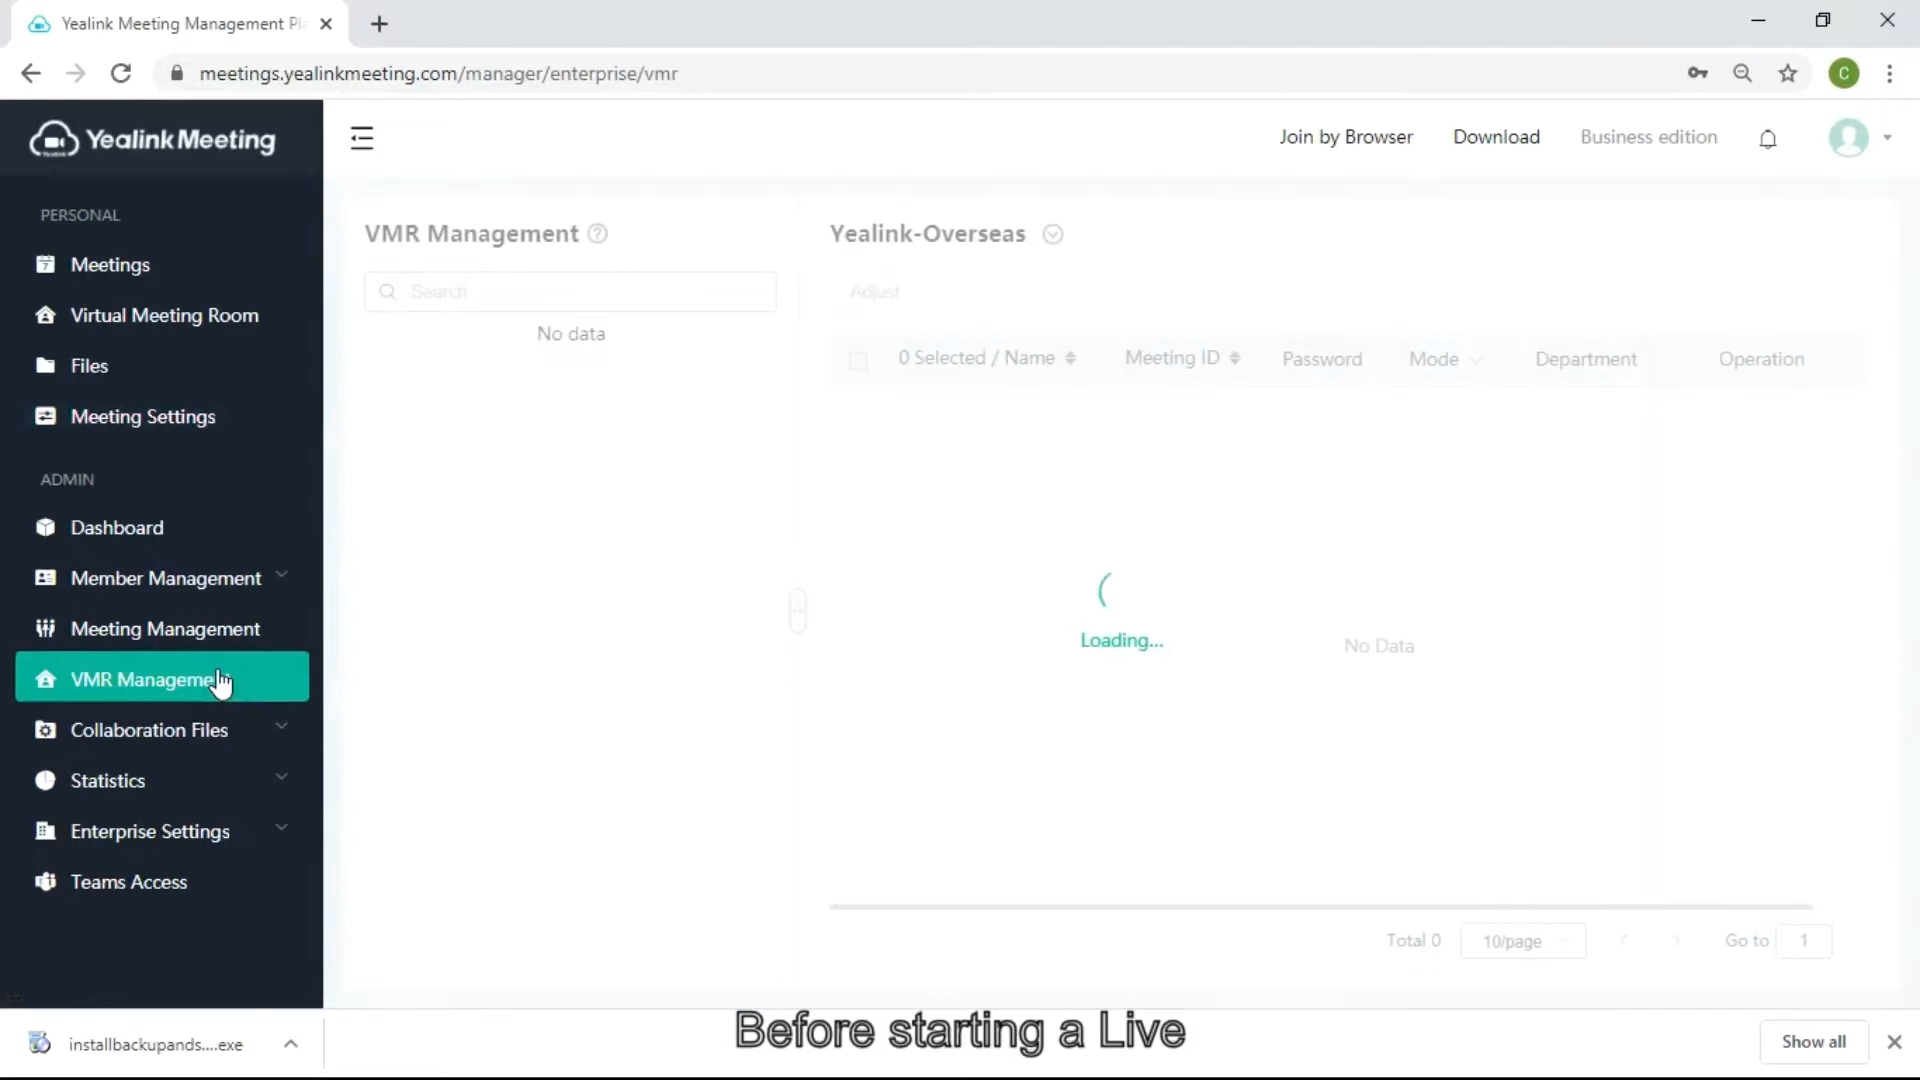 Yealink Meeting Management Pl
meetings.yealinkmeeting.com/manager/enterprise/vmr
C
Yealink Meeting
Join by Browser
Download
Business edition
PERSONAL
Meetings
Virtual Meeting Room
Files
Meeting Settings
ADMIN
Dashboard
Member Management
Meeting Management
VMR Manageme
Collaboration Files
Statistics
Enterprise Settings
Teams Access
VMR Management
Search
No data
Yealink-Overseas
Adjust
0 Selected / Name Meeting ID Password Mode Department Operation
Loading...
No Data
Total 0 10/page Go to 1
Before starting a Live
installbackupands....exe
Show all